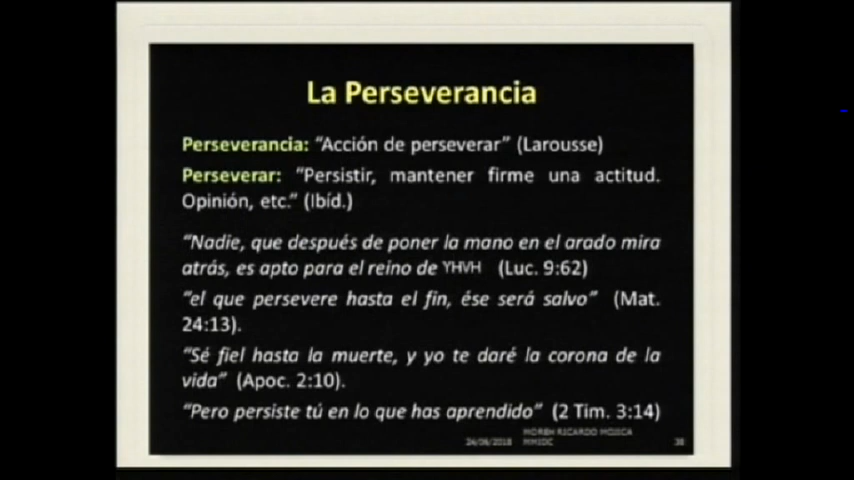 La Perseverancia
Perseverancia: "Acción de perseverar" (Larousse)
Perseverar: "Persistir, mantener firme una actitud.
Opinión, etc." (Ibíd.)
"Nadie, que después de poner la mano en el arado mira
atrás, es apto para el reino de YHVH (Luc. 9:62)
"el que persevere hasta el fin, ése será salvo" (Mat.
24:13).
"Sé fiel hasta la muerte, y yo te daré la corona de la
vida" (Apoc. 2:10).
"Pero persiste tú en lo que has aprendido" (2 Tim. 3:14)
MOREH RICARDO MOJICA
38